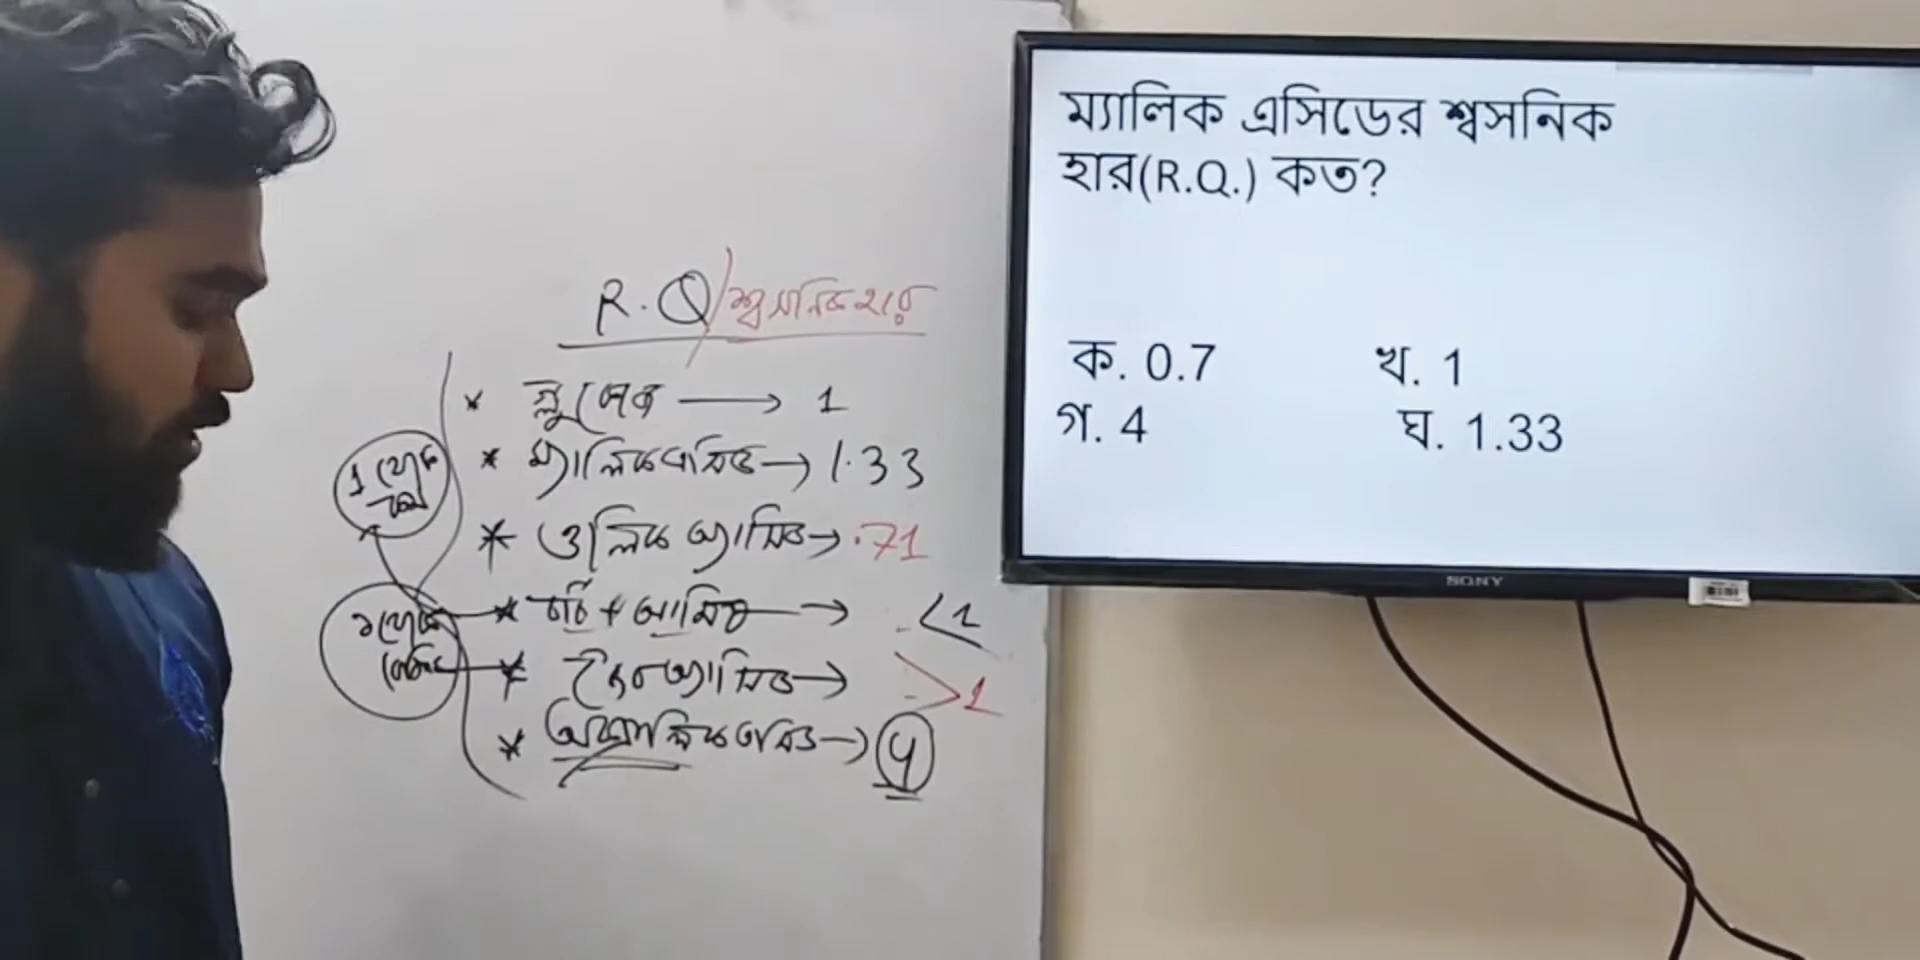 R.Q/শ্বসনিক হার
* গ্লুকোজ → 1
* ম্যালিক এসিড → 1.33
* ওলিক অ্যাসিড → .71
* চর্বি + আমিষ → <1
* জৈব অ্যাসিড → >1
* অক্সালিক এসিড → 4
1 থেকে কম
১ থেকে বেশি
ম্যালিক এসিডের শ্বসনিক
হার(R.Q.) কত?
ক. 0.7 খ. 1
গ. 4 ঘ. 1.33
SONY